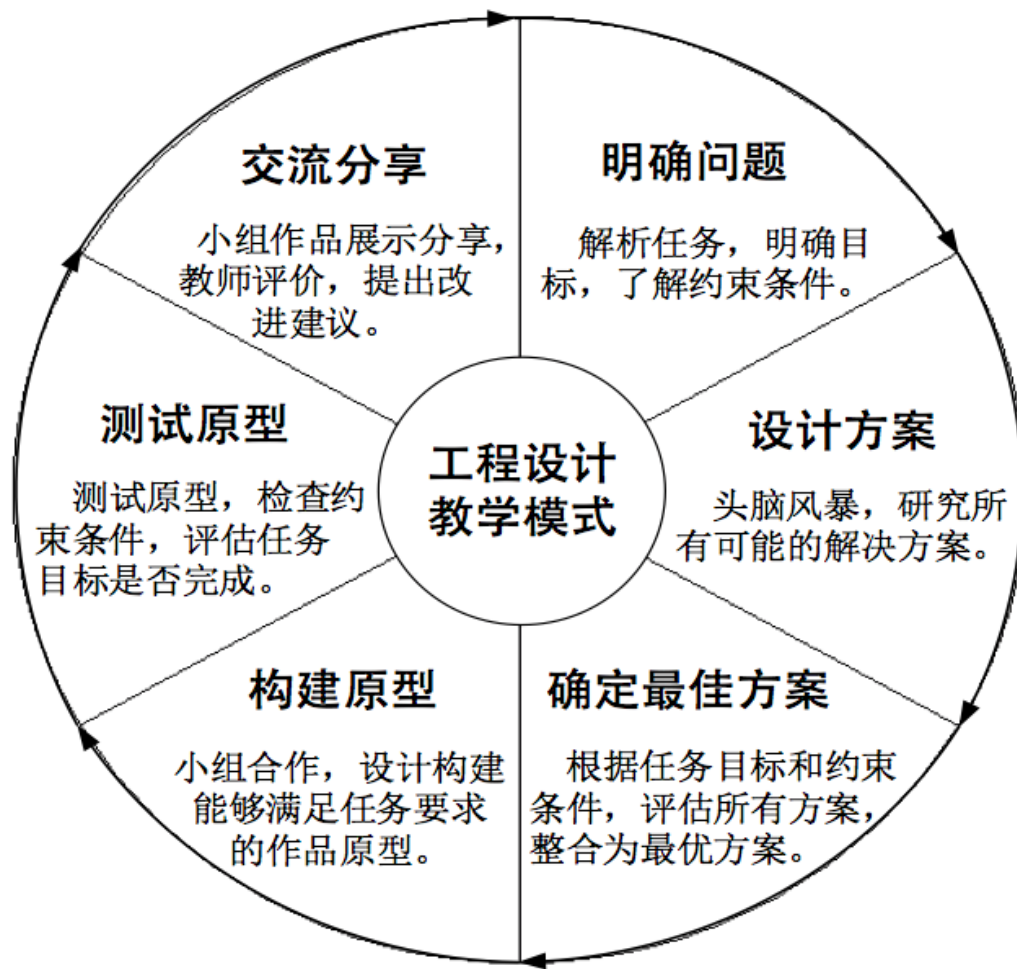 工程设计
教学模式
明确问题
解析任务，明确目
标，了解约束条件。
设计方案
头脑风暴，研究所
有可能的解决方案。
确定最佳方案
根据任务目标和约束
条件，评估所有方案，
整合为最优方案。
构建原型
小组合作，设计构建
能够满足任务要求
的作品原型。
测试原型
测试原型，检查约
束条件，评估任务
目标是否完成。
交流分享
小组作品展示分享，
教师评价，提出改
进建议。